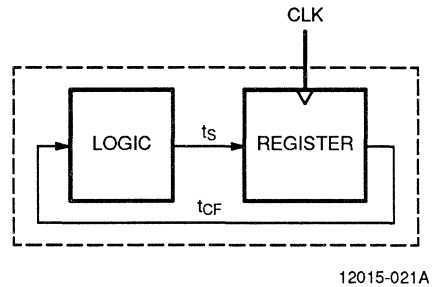 CLK
LOGIC
tS
REGISTER
tCF
12015-021A